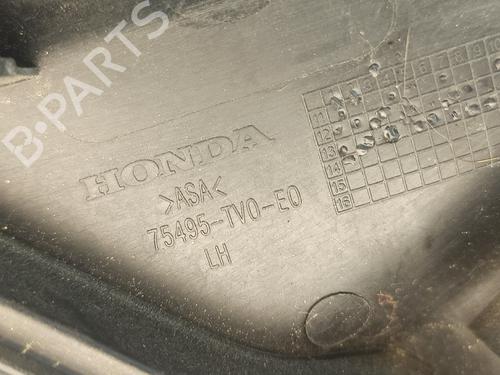 B-PARTS
HONDA
>ASA<
75495-TV0-E0
LH
11
12
13
14
15
16